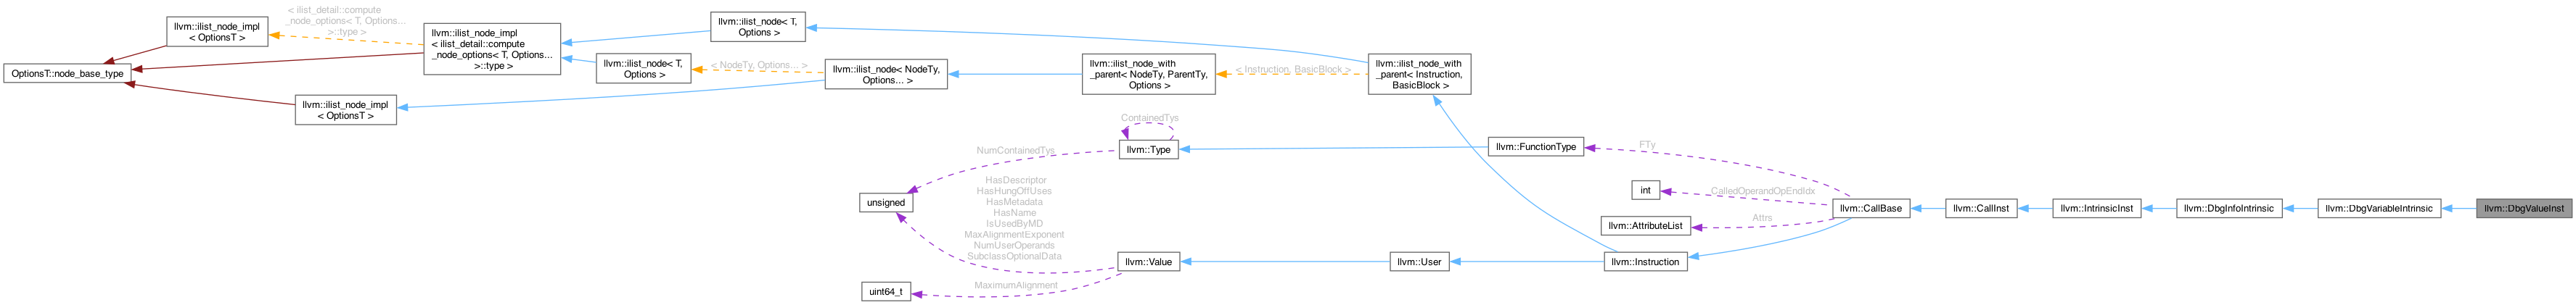 llvm::ilist_node_impl
< OptionsT >
< ilist_detail::compute
_node_options< T, Options...
>::type >
llvm::ilist_node_impl
< ilist_detail::compute
_node_options< T, Options...
>::type >
llvm::ilist_node< T,
Options >
OptionsT::node_base_type
llvm::ilist_node< T,
Options >
< NodeTy, Options... >
llvm::ilist_node< NodeTy,
Options... >
llvm::ilist_node_with
_parent< NodeTy, ParentTy,
Options >
< Instruction, BasicBlock >
llvm::ilist_node_with
_parent< Instruction,
BasicBlock >
llvm::ilist_node_impl
< OptionsT >
ContainedTys
llvm::Type
NumContainedTys
llvm::FunctionType
FTy
unsigned
HasDescriptor
HasHungOffUses
HasMetadata
HasName
IsUsedByMD
MaxAlignmentExponent
NumUserOperands
SubclassOptionalData
int
CalledOperandOpEndIdx
llvm::AttributeList
Attrs
llvm::CallBase
llvm::CallInst
llvm::IntrinsicInst
llvm::DbgInfoIntrinsic
llvm::DbgVariableIntrinsic
llvm::DbgValueInst
llvm::Value
llvm::User
llvm::Instruction
uint64_t
MaximumAlignment